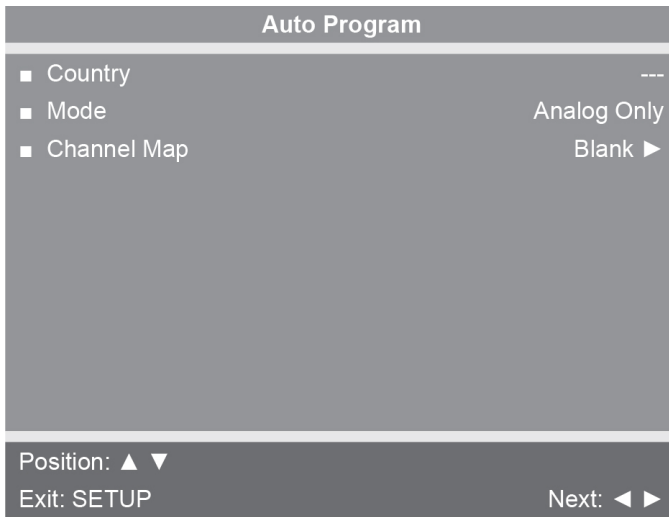 Auto Program
■ Country ---
■ Mode Analog Only
■ Channel Map Blank ►
Position: ▲ ▼
Exit: SETUP Next: ◄ ►